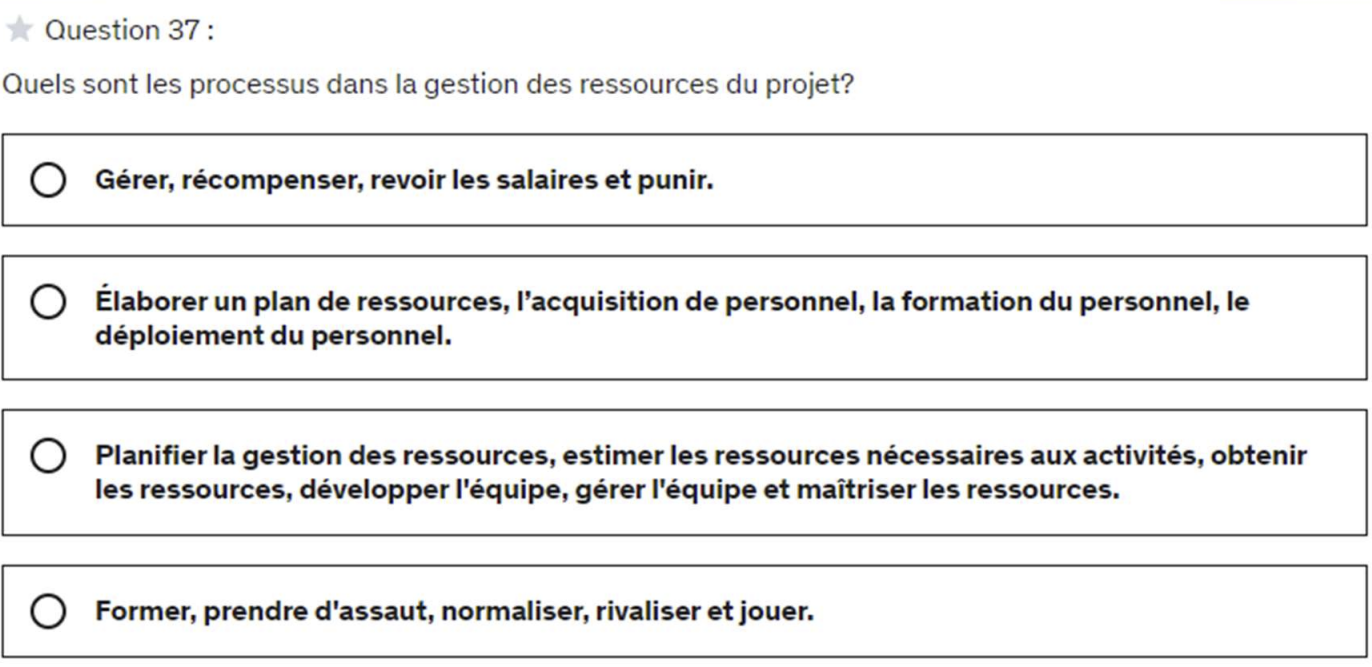 Question 37 :
Quels sont les processus dans la gestion des ressources du projet?
Gérer, récompenser, revoir les salaires et punir.
Élaborer un plan de ressources, l’acquisition de personnel, la formation du personnel, le
déploiement du personnel.
Planifier la gestion des ressources, estimer les ressources nécessaires aux activités, obtenir
les ressources, développer l'équipe, gérer l'équipe et maîtriser les ressources.
Former, prendre d'assaut, normaliser, rivaliser et jouer.